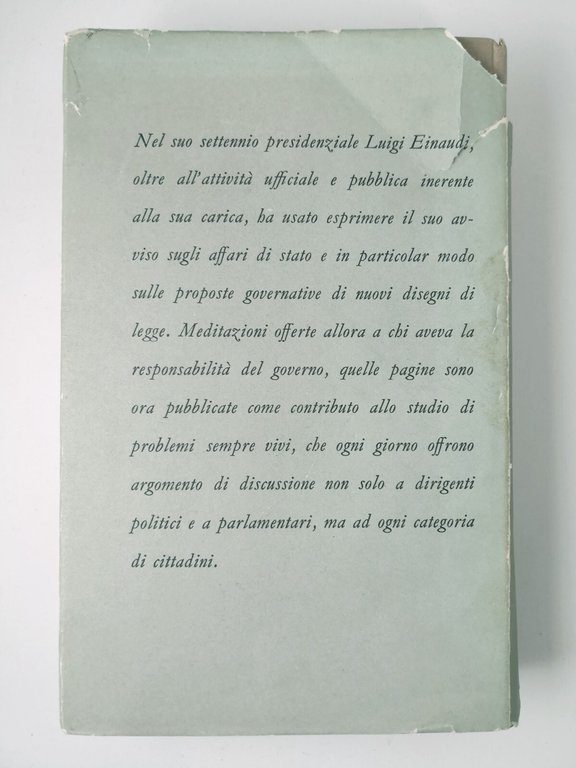 Nel suo settennio presidenziale Luigi Einaudi,
oltre all'attività ufficiale e pubblica inerente
alla sua carica, ha usato esprimere il suo av-
viso sugli affari di stato e in particolar modo
sulle proposte governative di nuovi disegni di
legge. Meditazioni offerte allora a chi aveva la
responsabilità del governo, quelle pagine sono
ora pubblicate come contributo allo studio di
problemi sempre vivi, che ogni giorno offrono
argomento di discussione non solo a dirigenti
politici e a parlamentari, ma ad ogni categoria
di cittadini.